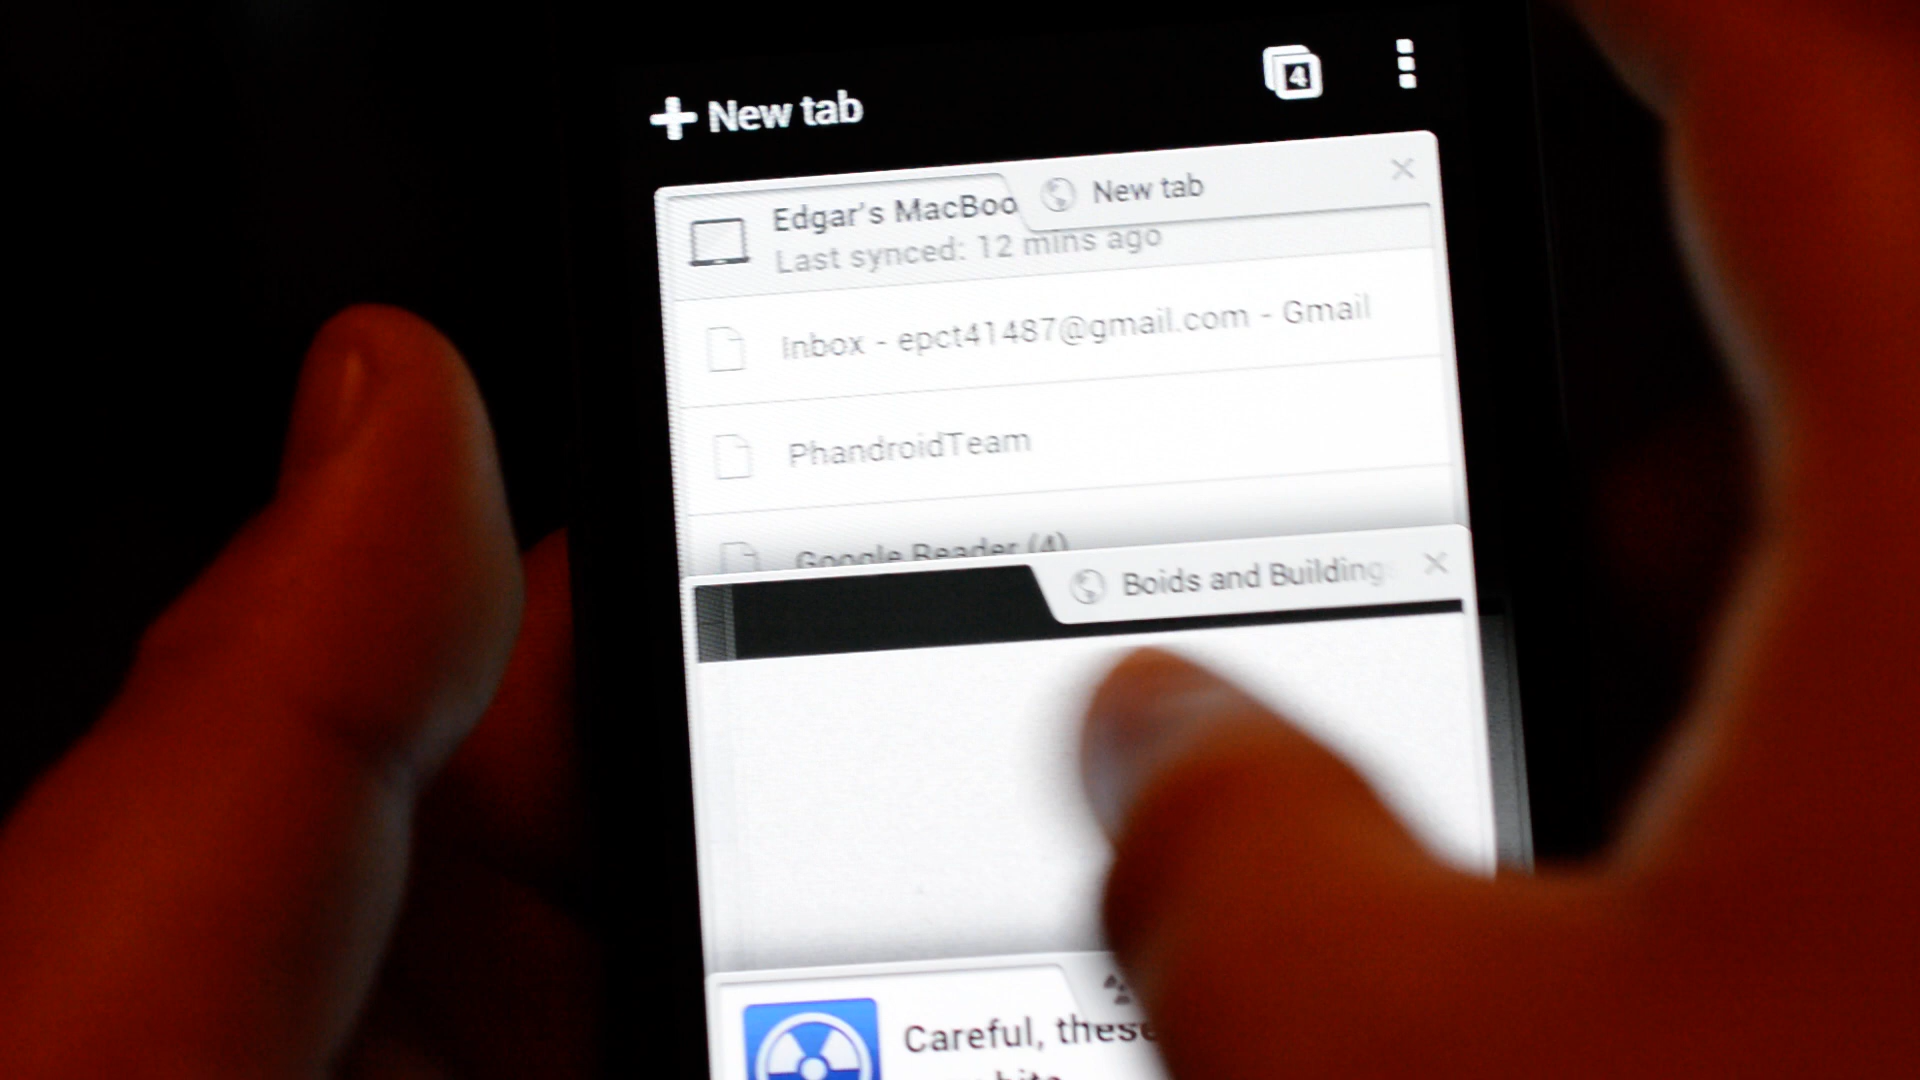 New tab
4
Edgar's MacBoo
New tab
Last synced: 12 mins ago
Inbox - epct41487@gmail.com - Gmail
PhandroidTeam
Google Reader (4)
Boids and Building
Careful, these
bite